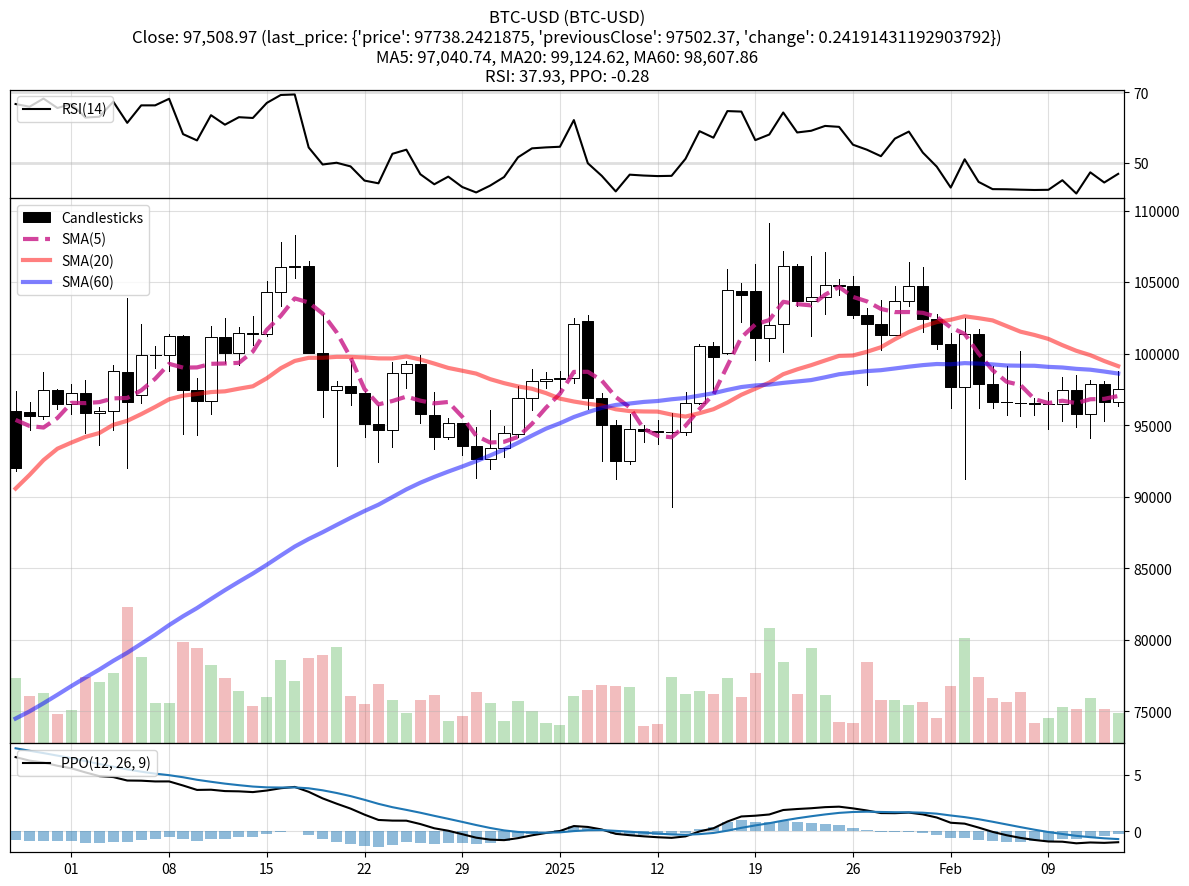 BTC-USD (BTC-USD)
Close: 97,508.97 (last_price: {'price': 97738.2421875, 'previousClose': 97502.37, 'change': 0.24191431192903792})
MA5: 97,040.74, MA20: 99,124.62, MA60: 98,607.86
RSI: 37.93, PPO: -0.28
RSI(14)
70
50
Candlesticks
SMA(5)
SMA(20)
SMA(60)
110000
105000
100000
95000
90000
85000
80000
75000
PPO(12, 26, 9)
5
0
01 08 15 22 29 2025 12 19 26 Feb 09